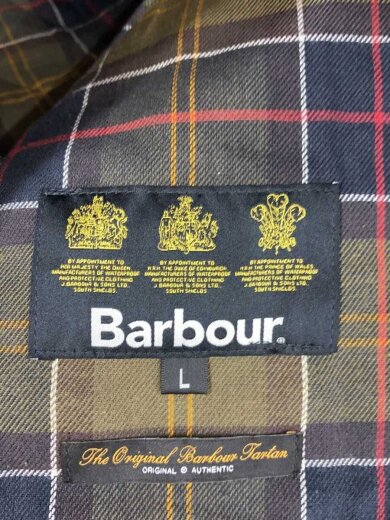 BY APPOINTMENT TO
HER MAJESTY THE QUEEN
MANUFACTURERS OF WATERPROOF
AND PROTECTIVE CLOTHING
J. BARBOUR & SONS LTD.
SOUTH SHIELDS
BY APPOINTMENT TO
H.R.H. THE DUKE OF EDINBURGH
MANUFACTURERS OF WATERPROOF
AND PROTECTIVE CLOTHING
J. BARBOUR & SONS LTD.
SOUTH SHIELDS
BY APPOINTMENT TO
H.R.H. THE PRINCE OF WALES
MANUFACTURERS OF WATERPROOF
AND PROTECTIVE CLOTHING
J. BARBOUR & SONS LTD.
SOUTH SHIELDS
Barbour®
L
The Original Barbour Tartan
ORIGINAL © AUTHENTIC